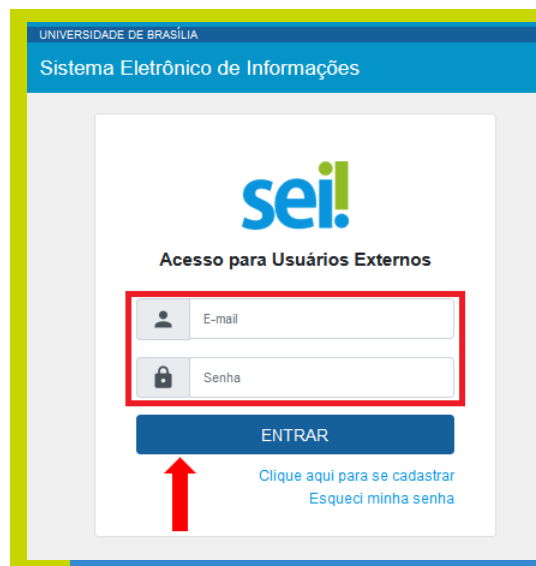 UNIVERSIDADE DE BRASÍLIA
Sistema Eletrônico de Informações
sei!
Acesso para Usuários Externos
E-mail
Senha
ENTRAR
Clique aqui para se cadastrar
Esqueci minha senha